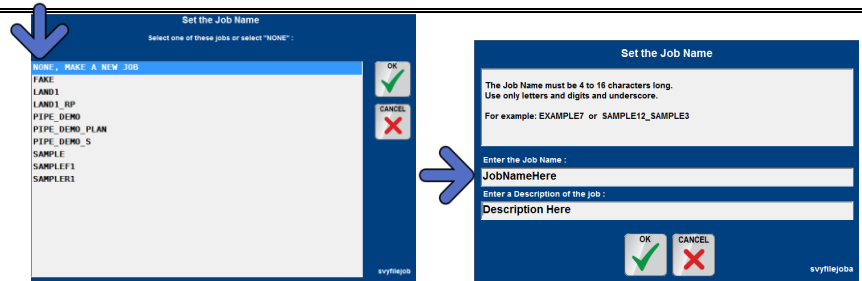 Set the Job Name
Select one of these jobs or select "NONE" :
NONE, MAKE A NEW JOB
FAKE
LAND1
LAND1_RP
PIPE_DEMO
PIPE_DEMO_PLAN
PIPE_DEMO_S
SAMPLE
SAMPLEF1
SAMPLER1
OK
CANCEL
svyfilejob
Set the Job Name
The Job Name must be 4 to 16 characters long.
Use only letters and digits and underscore.
For example: EXAMPLE7 or SAMPLE12_SAMPLE3
Enter the Job Name :
JobNameHere
Enter a Description of the job :
Description Here
OK
CANCEL
svyfilejoba